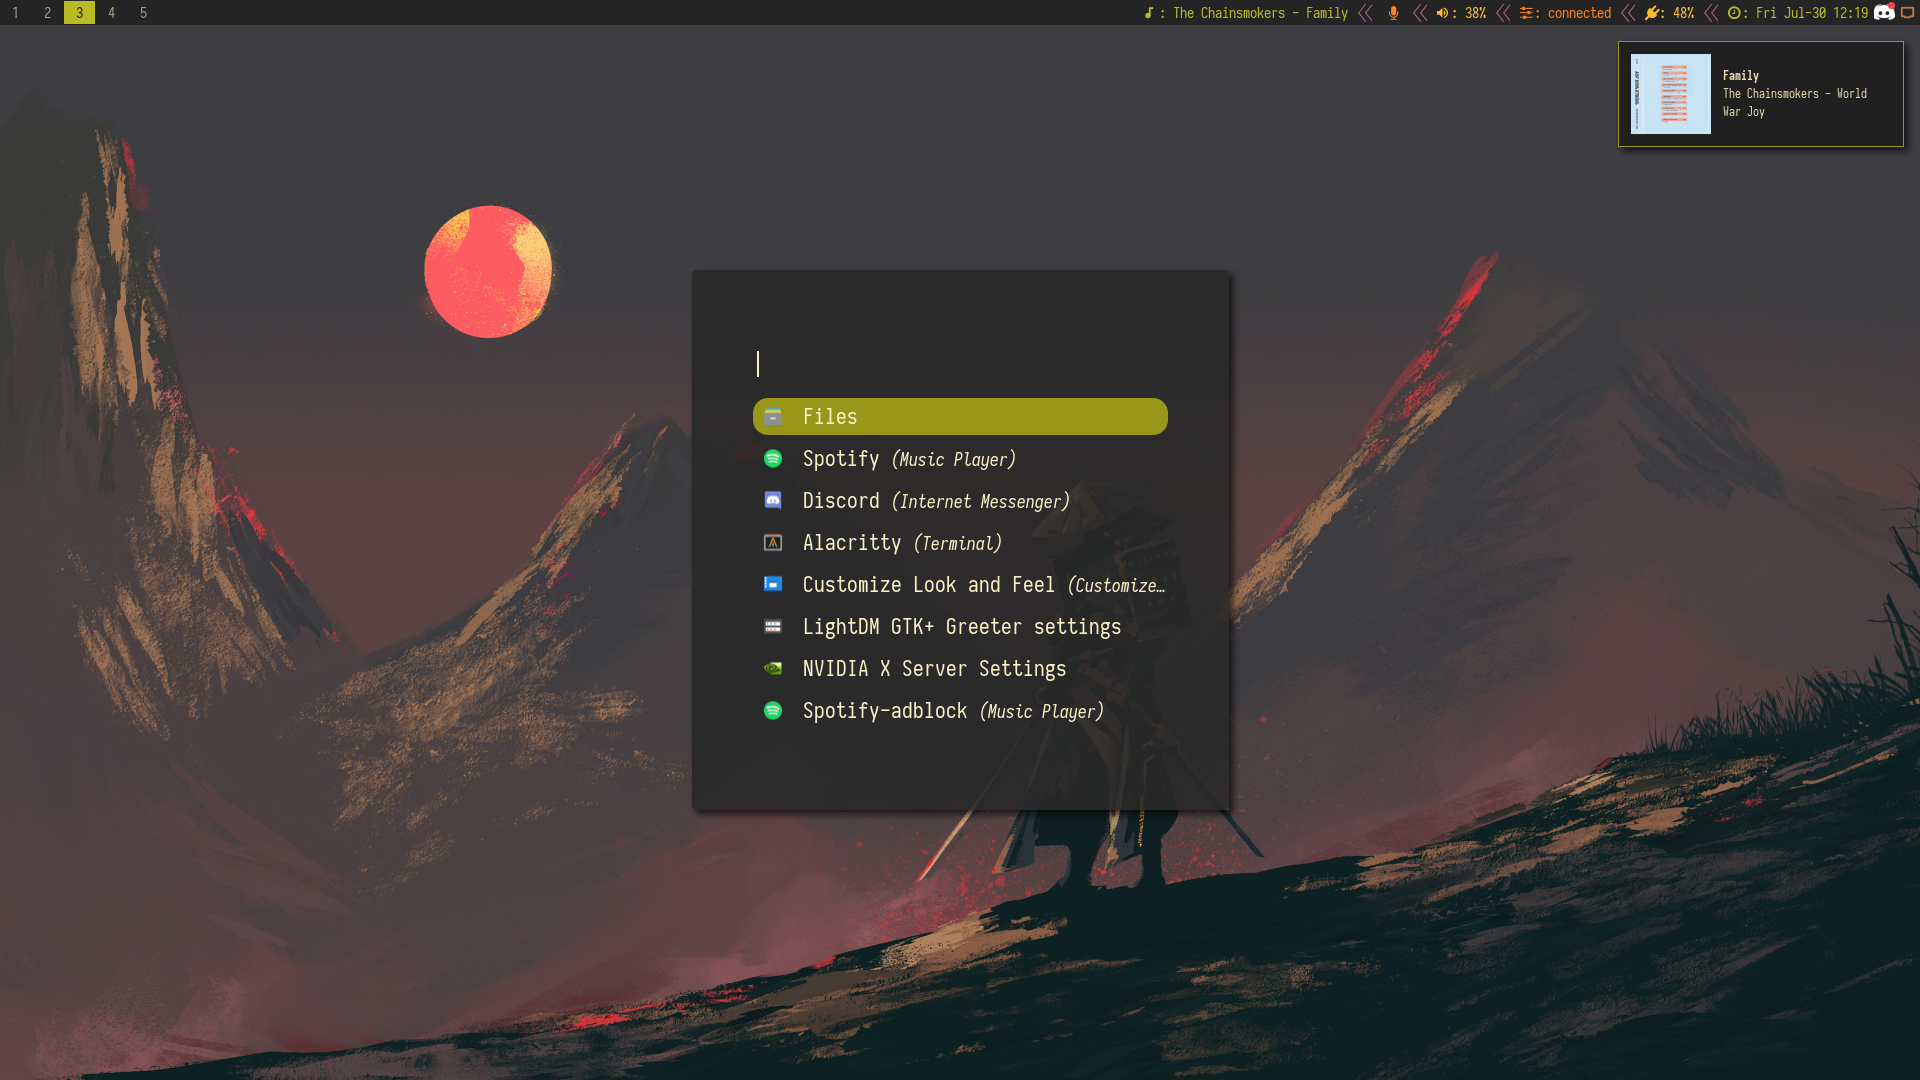 1 2 3 4 5
: The Chainsmokers - Family
: 38%
: connected
: 48%
: Fri Jul-30 12:19
Family
The Chainsmokers - World
War Joy
Files
Spotify (Music Player)
Discord (Internet Messenger)
Alacritty (Terminal)
Customize Look and Feel (Customize…
LightDM GTK+ Greeter settings
NVIDIA X Server Settings
Spotify-adblock (Music Player)